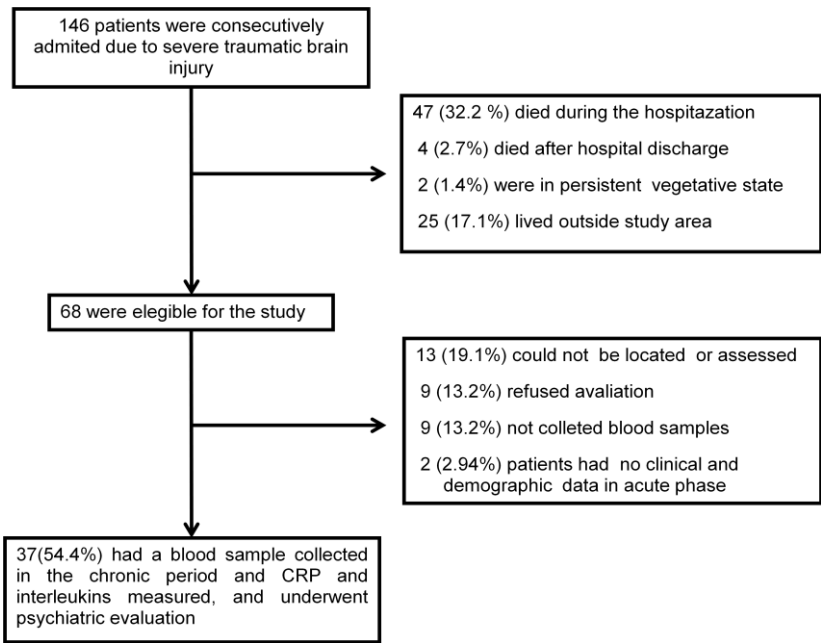 146 patients were consecutively
admited due to severe traumatic brain
injury
47 (32.2 %) died during the hospitazation
4 (2.7%) died after hospital discharge
2 (1.4%) were in persistent vegetative state
25 (17.1%) lived outside study area
68 were elegible for the study
13 (19.1%) could not be located or assessed
9 (13.2%) refused avaliation
9 (13.2%) not colleted blood samples
2 (2.94%) patients had no clinical and
demographic data in acute phase
37(54.4%) had a blood sample collected
in the chronic period and CRP and
interleukins measured, and underwent
psychiatric evaluation